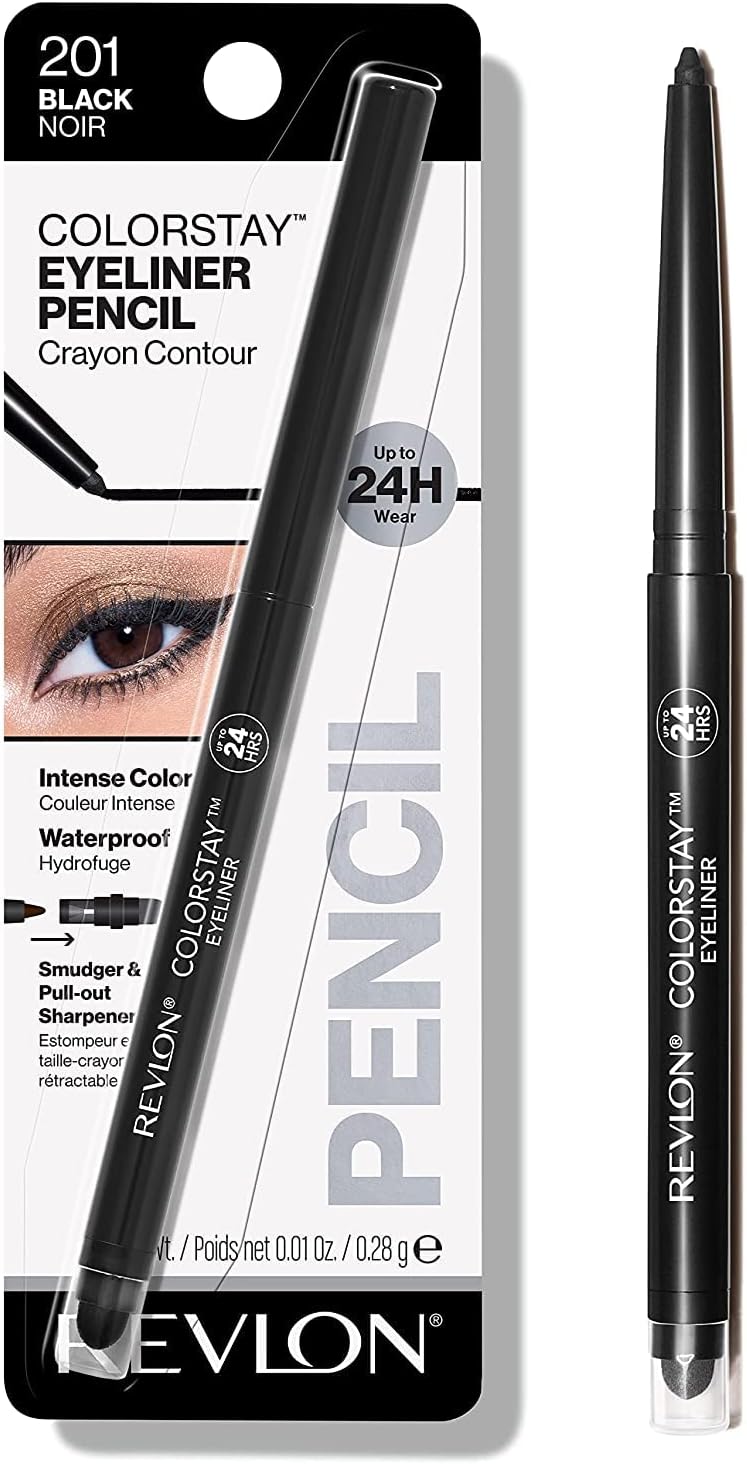 201
BLACK
NOIR
COLORSTAY™
EYELINER
PENCIL
Crayon Contour
Up to
24H
Wear
Intense Color
Couleur Intense
Waterproof
Hydrofuge
Smudger &
Pull-out
Sharpener
Estompeur e
taille-crayon
rétractable
PENCIL
Wt. / Poids net 0.01 Oz. / 0.28 g ℮
REVLON®
REVLON® COLORSTAY™
EYELINER
UP TO
24
HRS
REVLON® COLORSTAY™
EYELINER
UP TO
24
HRS